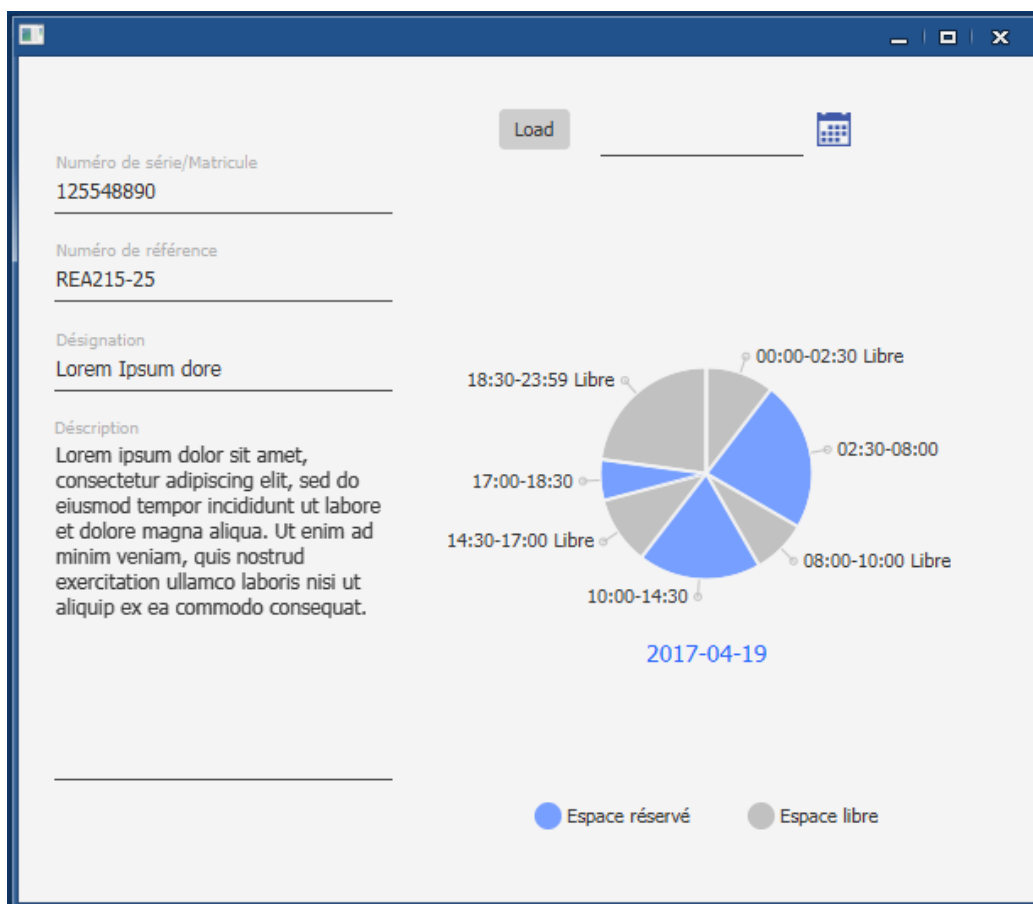 Load
Numéro de série/Matricule
125548890
Numéro de référence
REA215-25
Désignation
Lorem Ipsum dore
Déscription
Lorem ipsum dolor sit amet,
consectetur adipiscing elit, sed do
eiusmod tempor incididunt ut labore
et dolore magna aliqua. Ut enim ad
minim veniam, quis nostrud
exercitation ullamco laboris nisi ut
aliquip ex ea commodo consequat.
00:00-02:30 Libre
18:30-23:59 Libre
02:30-08:00
17:00-18:30
14:30-17:00 Libre
08:00-10:00 Libre
10:00-14:30
2017-04-19
Espace réservé
Espace libre